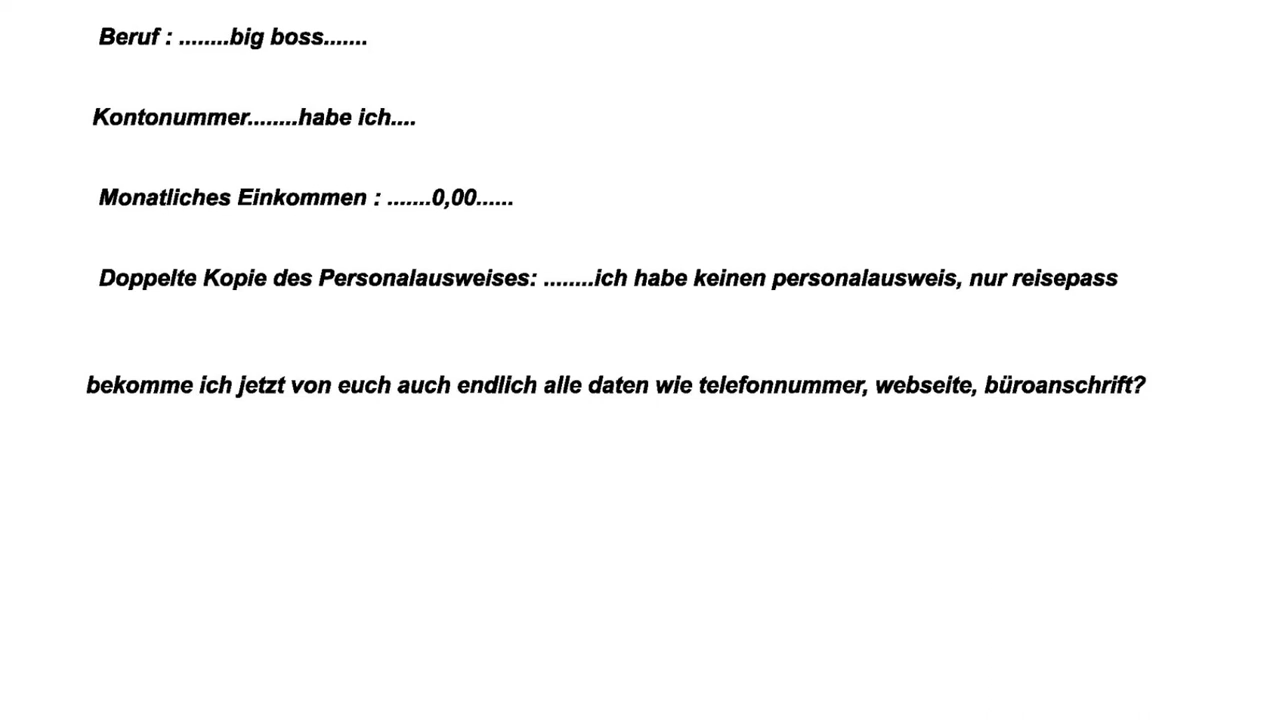 Beruf : ........big boss.......
Kontonummer........habe ich....
Monatliches Einkommen : .......0,00......
Doppelte Kopie des Personalausweises: ........ich habe keinen personalausweis, nur reisepass
bekomme ich jetzt von euch auch endlich alle daten wie telefonnummer, webseite, büroanschrift?